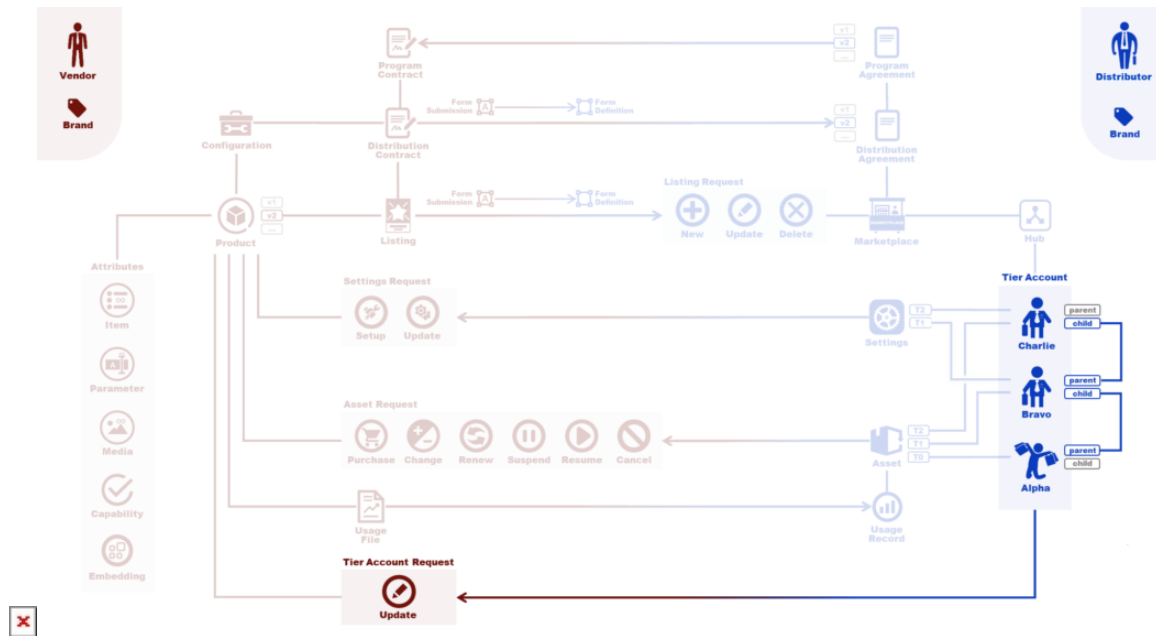 Vendor
Brand
Distributor
Brand
Program
Contract
v1
v2
...
Program
Agreement
Configuration
Form
Submission
A
Form
Definition
Distribution
Contract
v1
v2
...
Distribution
Agreement
Product
v1
v2
...
Form
Submission
A
Form
Definition
Listing
Listing Request
New
Update
Delete
Marketplace
Hub
Attributes
Item
Parameter
Media
Capability
Embedding
Settings Request
Setup
Update
Settings
T2
T1
Tier Account
Charlie
parent
child
Bravo
parent
child
Alpha
parent
child
Asset Request
Purchase
Change
Renew
Suspend
Resume
Cancel
Asset
T2
T1
T0
Usage
File
Usage
Record
Tier Account Request
Update